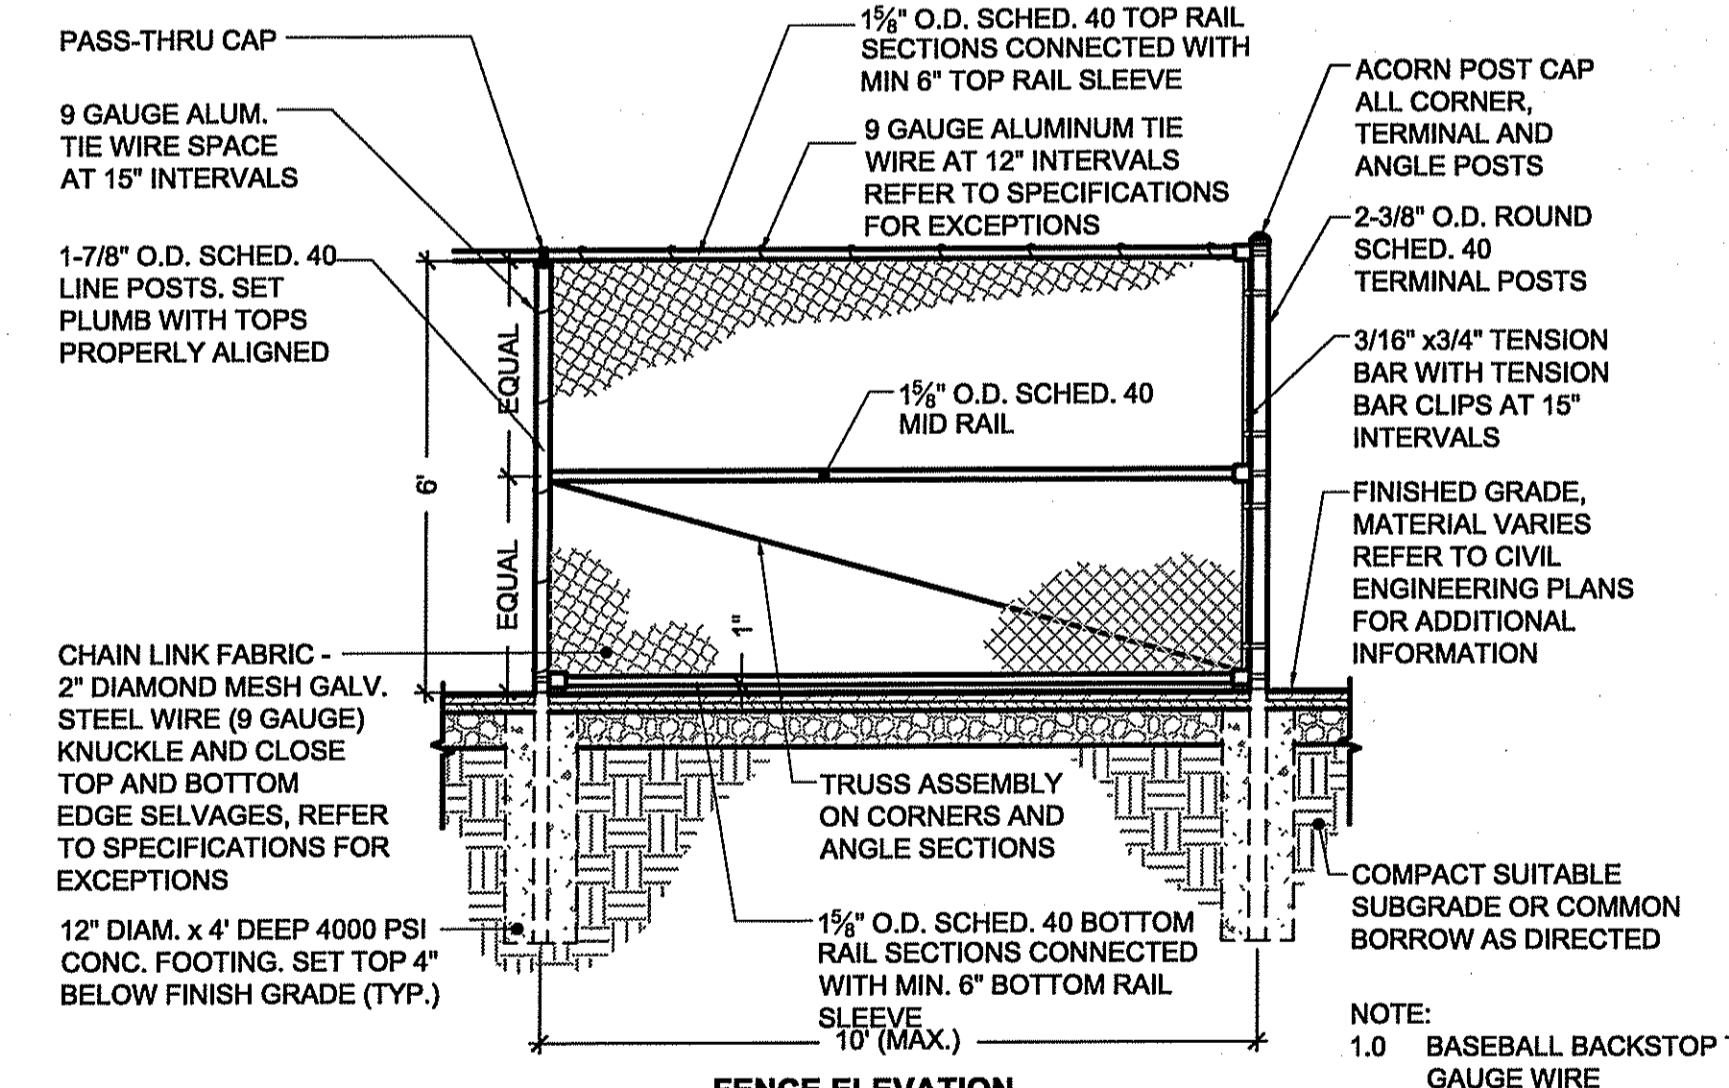 PASS-THRU CAP
9 GAUGE ALUM.
TIE WIRE SPACE
AT 15" INTERVALS
1-7/8" O.D. SCHED. 40
LINE POSTS. SET
PLUMB WITH TOPS
PROPERLY ALIGNED
1⅝" O.D. SCHED. 40 TOP RAIL
SECTIONS CONNECTED WITH
MIN 6" TOP RAIL SLEEVE
9 GAUGE ALUMINUM TIE
WIRE AT 12" INTERVALS
REFER TO SPECIFICATIONS
FOR EXCEPTIONS
ACORN POST CAP
ALL CORNER,
TERMINAL AND
ANGLE POSTS
2-3/8" O.D. ROUND
SCHED. 40
TERMINAL POSTS
3/16" x3/4" TENSION
BAR WITH TENSION
BAR CLIPS AT 15"
INTERVALS
EQUAL
1⅝" O.D. SCHED. 40
MID RAIL
6'
EQUAL
1"
FINISHED GRADE,
MATERIAL VARIES
REFER TO CIVIL
ENGINEERING PLANS
FOR ADDITIONAL
INFORMATION
CHAIN LINK FABRIC -
2" DIAMOND MESH GALV.
STEEL WIRE (9 GAUGE)
KNUCKLE AND CLOSE
TOP AND BOTTOM
EDGE SELVAGES, REFER
TO SPECIFICATIONS FOR
EXCEPTIONS
12" DIAM. x 4' DEEP 4000 PSI
CONC. FOOTING. SET TOP 4"
BELOW FINISH GRADE (TYP.)
TRUSS ASSEMBLY
ON CORNERS AND
ANGLE SECTIONS
1⅝" O.D. SCHED. 40 BOTTOM
RAIL SECTIONS CONNECTED
WITH MIN. 6" BOTTOM RAIL
SLEEVE
10' (MAX.)
COMPACT SUITABLE
SUBGRADE OR COMMON
BORROW AS DIRECTED
NOTE:
1.0 BASEBALL BACKSTOP
GAUGE WIRE
FENCE ELEVATION